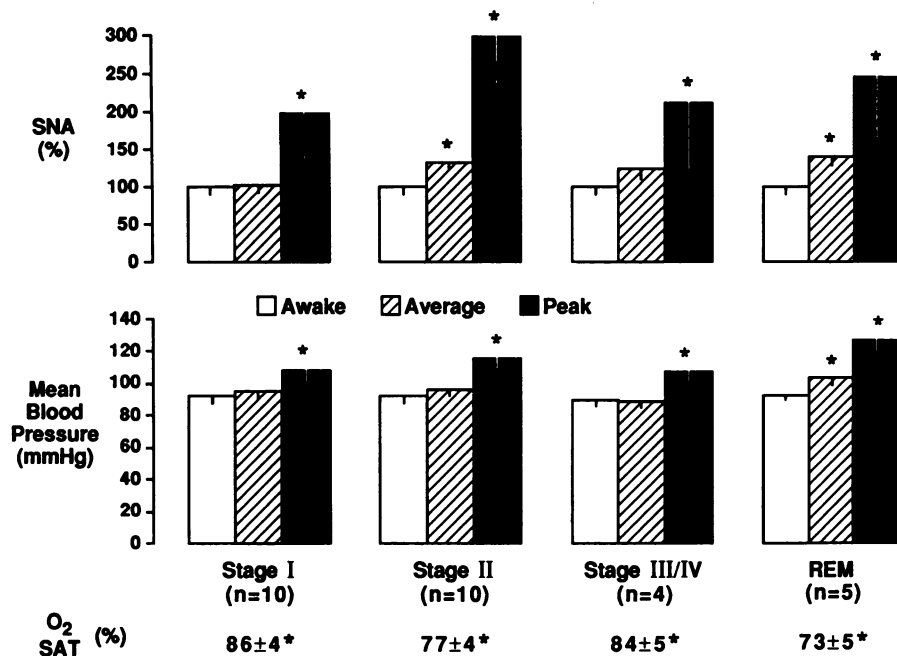 * * * *
300
250
200
150
100
50
0
SNA
(%)
* *
Awake Average Peak
140
120
100
80
60
40
20
0
Mean
Blood
Pressure
(mmHg)
* * * * *
Stage I Stage II Stage III/IV REM
(n=10) (n=10) (n=4) (n=5)
O2 SAT (%) 86±4* 77±4* 84±5* 73±5*